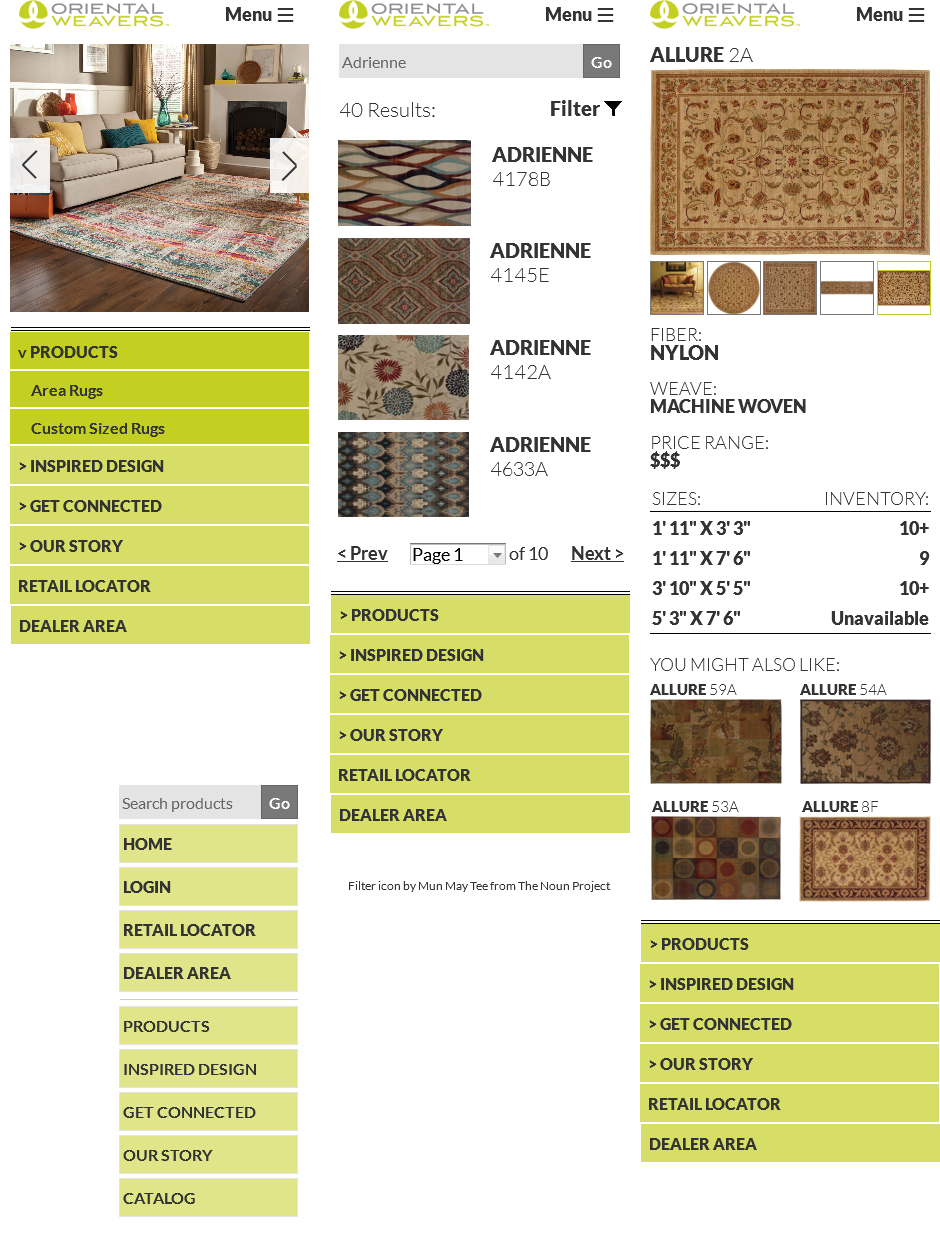 ORIENTAL
WEAVERS
Menu
v PRODUCTS
Area Rugs
Custom Sized Rugs
> INSPIRED DESIGN
> GET CONNECTED
> OUR STORY
RETAIL LOCATOR
DEALER AREA
Search products Go
HOME
LOGIN
RETAIL LOCATOR
DEALER AREA
PRODUCTS
INSPIRED DESIGN
GET CONNECTED
OUR STORY
CATALOG
ORIENTAL
WEAVERS
Menu
Adrienne Go
40 Results: Filter
ADRIENNE
4178B
ADRIENNE
4145E
ADRIENNE
4142A
ADRIENNE
4633A
< Prev Page 1 of 10 Next >
> PRODUCTS
> INSPIRED DESIGN
> GET CONNECTED
> OUR STORY
RETAIL LOCATOR
DEALER AREA
Filter icon by Mun May Tee from The Noun Project
ORIENTAL
WEAVERS
Menu
ALLURE 2A
FIBER:
NYLON
WEAVE:
MACHINE WOVEN
PRICE RANGE:
$$$
SIZES: INVENTORY:
1' 11" X 3' 3" 10+
1' 11" X 7' 6" 9
3' 10" X 5' 5" 10+
5' 3" X 7' 6" Unavailable
YOU MIGHT ALSO LIKE:
ALLURE 59A ALLURE 54A
ALLURE 53A ALLURE 8F
> PRODUCTS
> INSPIRED DESIGN
> GET CONNECTED
> OUR STORY
RETAIL LOCATOR
DEALER AREA